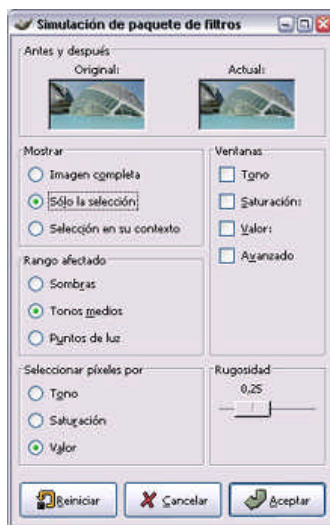 Simulación de paquete de filtros
Antes y después
Original:
Actual:
Mostrar
Imagen completa
Sólo la selección
Selección en su contexto
Ventanas
Tono
Saturación:
Valor:
Avanzado
Rango afectado
Sombras
Tonos medios
Puntos de luz
Seleccionar píxeles por
Tono
Saturación
Valor
Rugosidad
0,25
Reiniciar
Cancelar
Aceptar